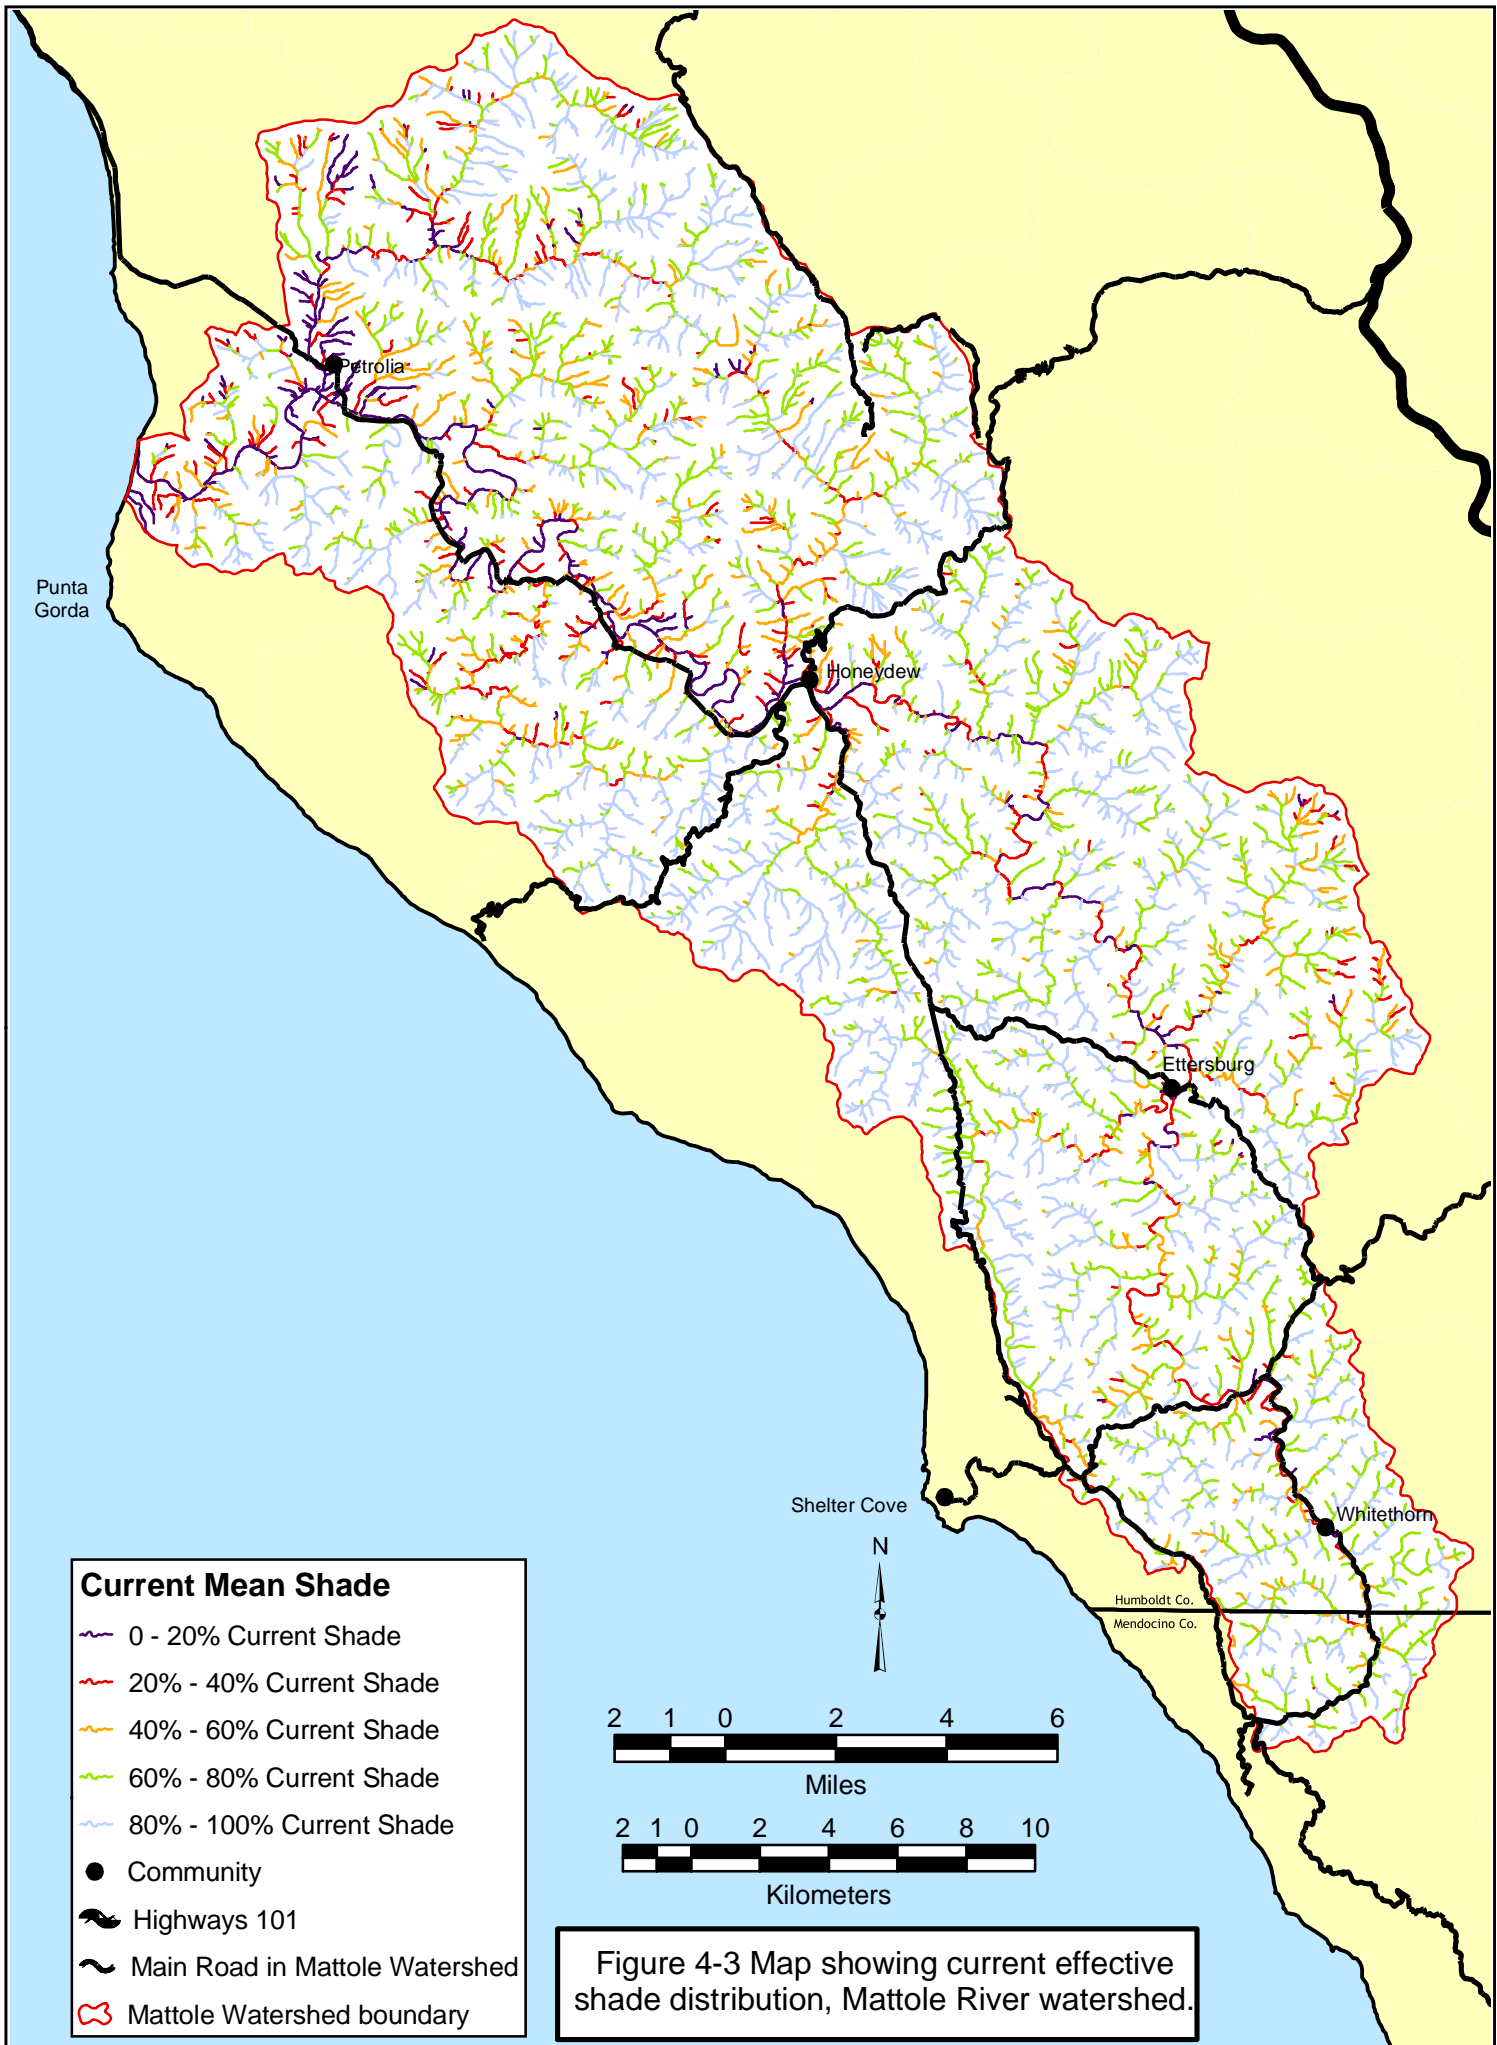 Petrolia
Punta
Gorda
Honeydew
Ettersburg
Shelter Cove
Whitethorn
N
Humboldt Co.
Mendocino Co.
Current Mean Shade
0 - 20% Current Shade
20% - 40% Current Shade
40% - 60% Current Shade
60% - 80% Current Shade
80% - 100% Current Shade
Community
Highways 101
Main Road in Mattole Watershed
Mattole Watershed boundary
2 1 0 2 4 6
Miles
2 1 0 2 4 6 8 10
Kilometers
Figure 4-3 Map showing current effective
shade distribution, Mattole River watershed.